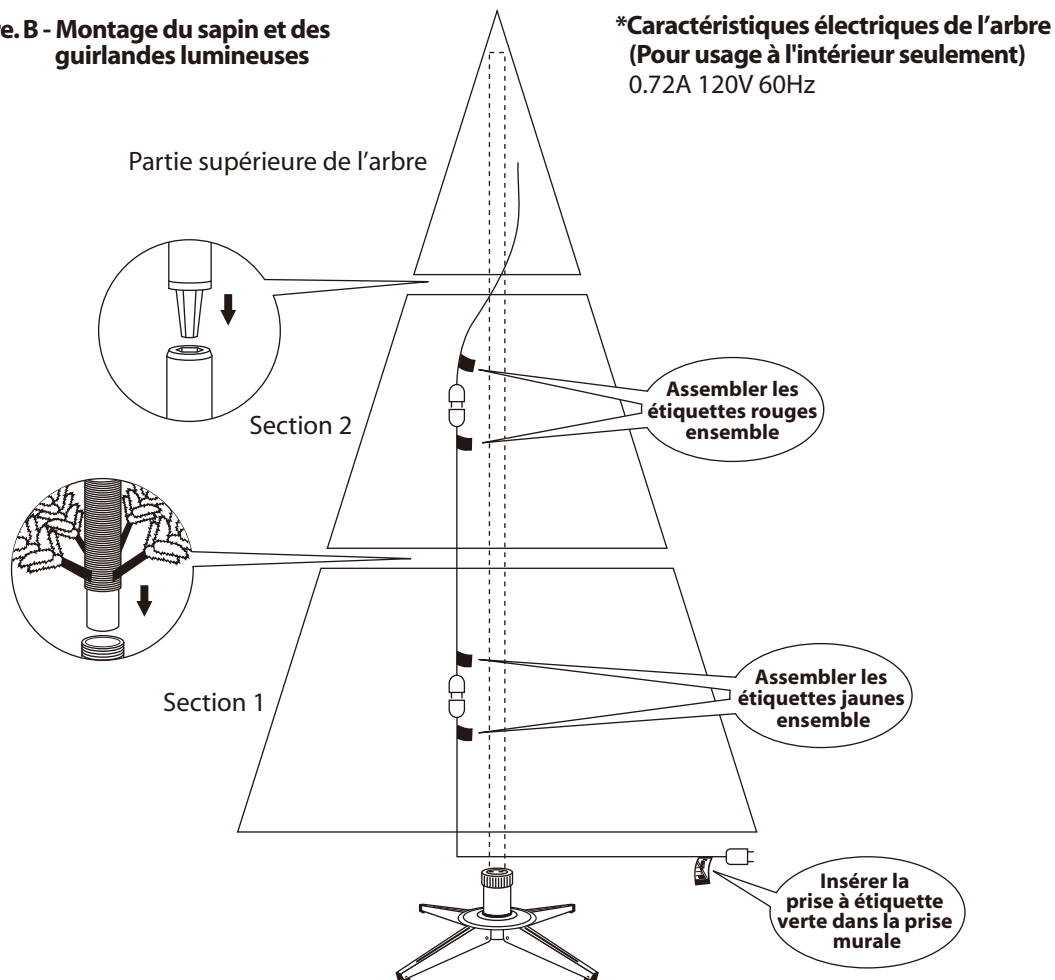 e. B - Montage du sapin et des
guirlandes lumineuses
*Caractéristiques électriques de l’arbre
(Pour usage à l'intérieur seulement)
0.72A 120V 60Hz
Partie supérieure de l’arbre
Section 2
Assembler les
étiquettes rouges
ensemble
Section 1
Assembler les
étiquettes jaunes
ensemble
Insérer la
prise à étiquette
verte dans la prise
murale